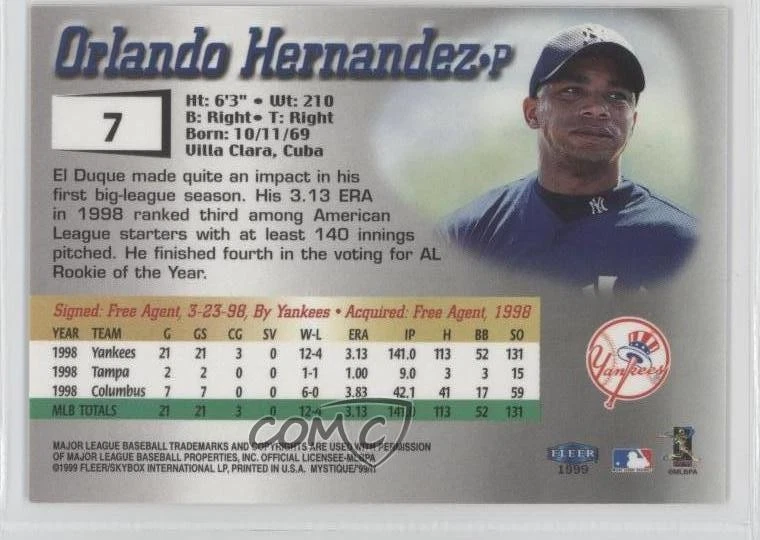 Orlando Hernandez•P
7
Ht: 6'3" • Wt: 210
B: Right• T: Right
Born: 10/11/69
Villa Clara, Cuba
El Duque made quite an impact in his
first big-league season. His 3.13 ERA
in 1998 ranked third among American
League starters with at least 140 innings
pitched. He finished fourth in the voting for AL
Rookie of the Year.
Signed: Free Agent, 3-23-98, By Yankees • Acquired: Free Agent, 1998
YEAR TEAM G GS CG SV W-L ERA IP H BB SO
1998 Yankees 21 21 3 0 12-4 3.13 141.0 113 52 131
1998 Tampa 2 2 0 0 1-1 1.00 9.0 3 3 15
1998 Columbus 7 7 0 0 6-0 3.83 42.1 41 17 59
MLB TOTALS 21 21 3 0 12-4 3.13 141.0 113 52 131
Yankees
NY
COMC
MAJOR LEAGUE BASEBALL TRADEMARKS AND COPYRIGHTS ARE USED WITH PERMISSION
OF MAJOR LEAGUE BASEBALL PROPERTIES, INC. OFFICIAL LICENSEE-MLBPA
©1999 FLEER/SKYBOX INTERNATIONAL LP, PRINTED IN U.S.A. MYSTIQUE/'99/II
FLEER
1999
©MLBPA